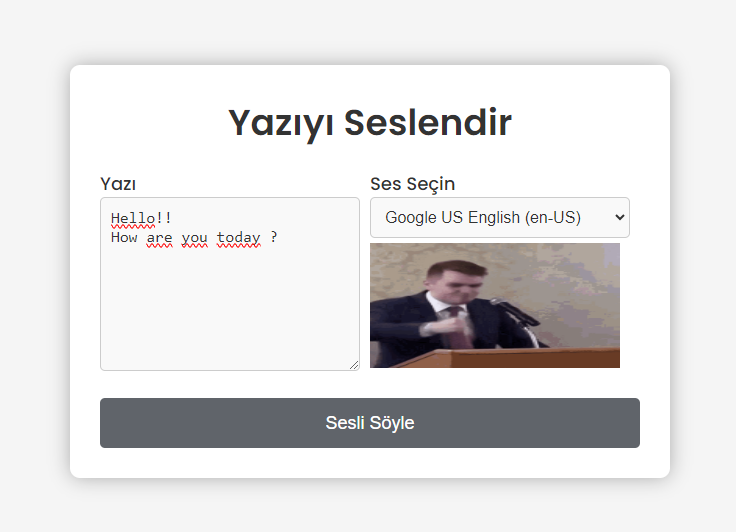 Yazıyı Seslendir
Yazı
Ses Seçin
Hello!!
How are you today ?
Google US English (en-US)
Sesli Söyle